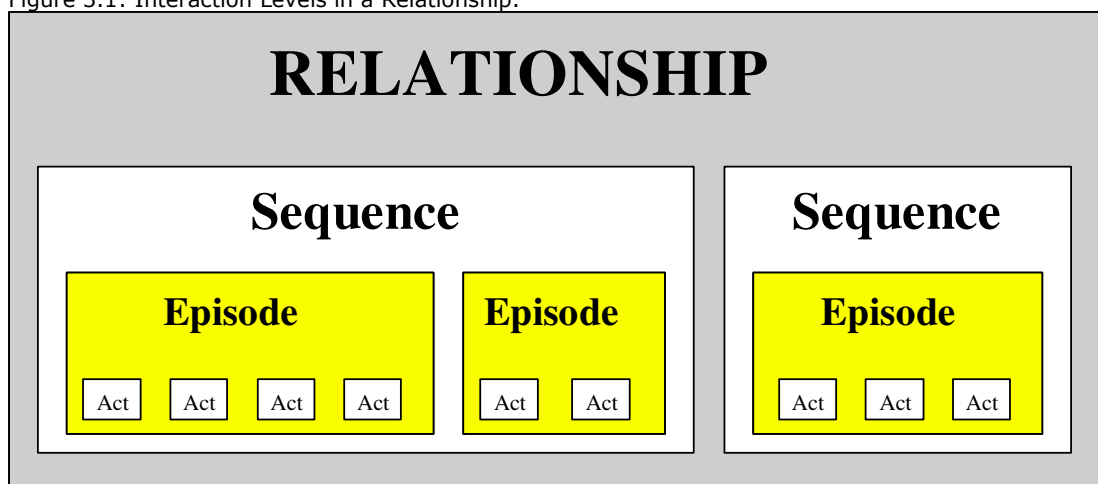 Figure 3.1: Interaction Levels in a Relationship.
RELATIONSHIP
Sequence Sequence
Episode Episode Episode
Act Act Act Act Act Act Act Act Act